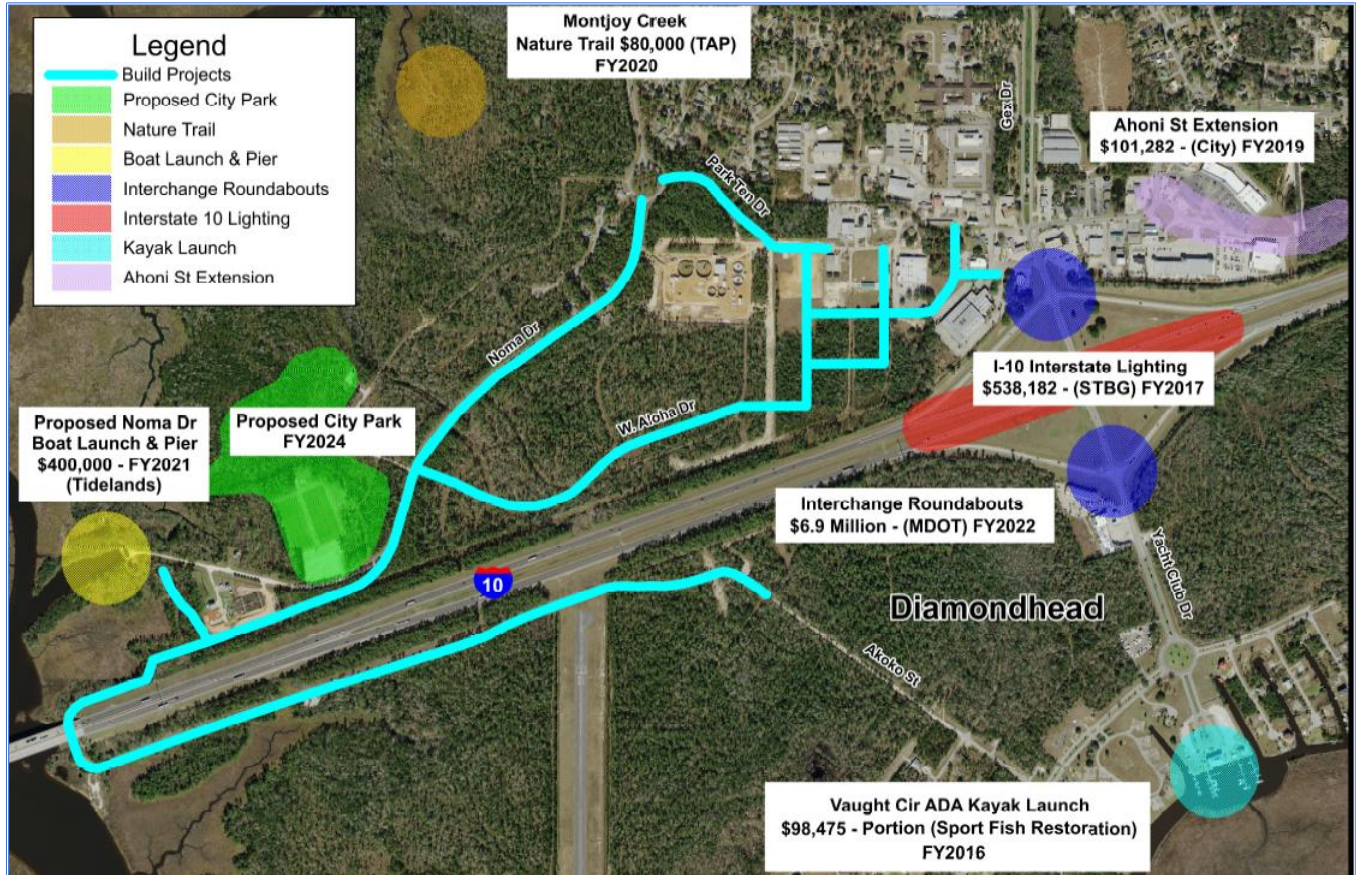 Legend
Build Projects
Proposed City Park
Nature Trail
Boat Launch & Pier
Interchange Roundabouts
Interstate 10 Lighting
Kayak Launch
Ahoni St Extension
Montjoy Creek
Nature Trail $80,000 (TAP)
FY2020
Gex Dr
Ahoni St Extension
$101,282 - (City) FY2019
Park Ten Dr
Noma Dr
W. Aloha Dr
I-10 Interstate Lighting
$538,182 - (STBG) FY2017
Proposed Noma Dr
Boat Launch & Pier
$400,000 - FY2021
(Tidelands)
Proposed City Park
FY2024
Interchange Roundabouts
$6.9 Million - (MDOT) FY2022
10
Yacht Club Dr
Diamondhead
Akoko St
Vaught Cir ADA Kayak Launch
$98,475 - Portion (Sport Fish Restoration)
FY2016